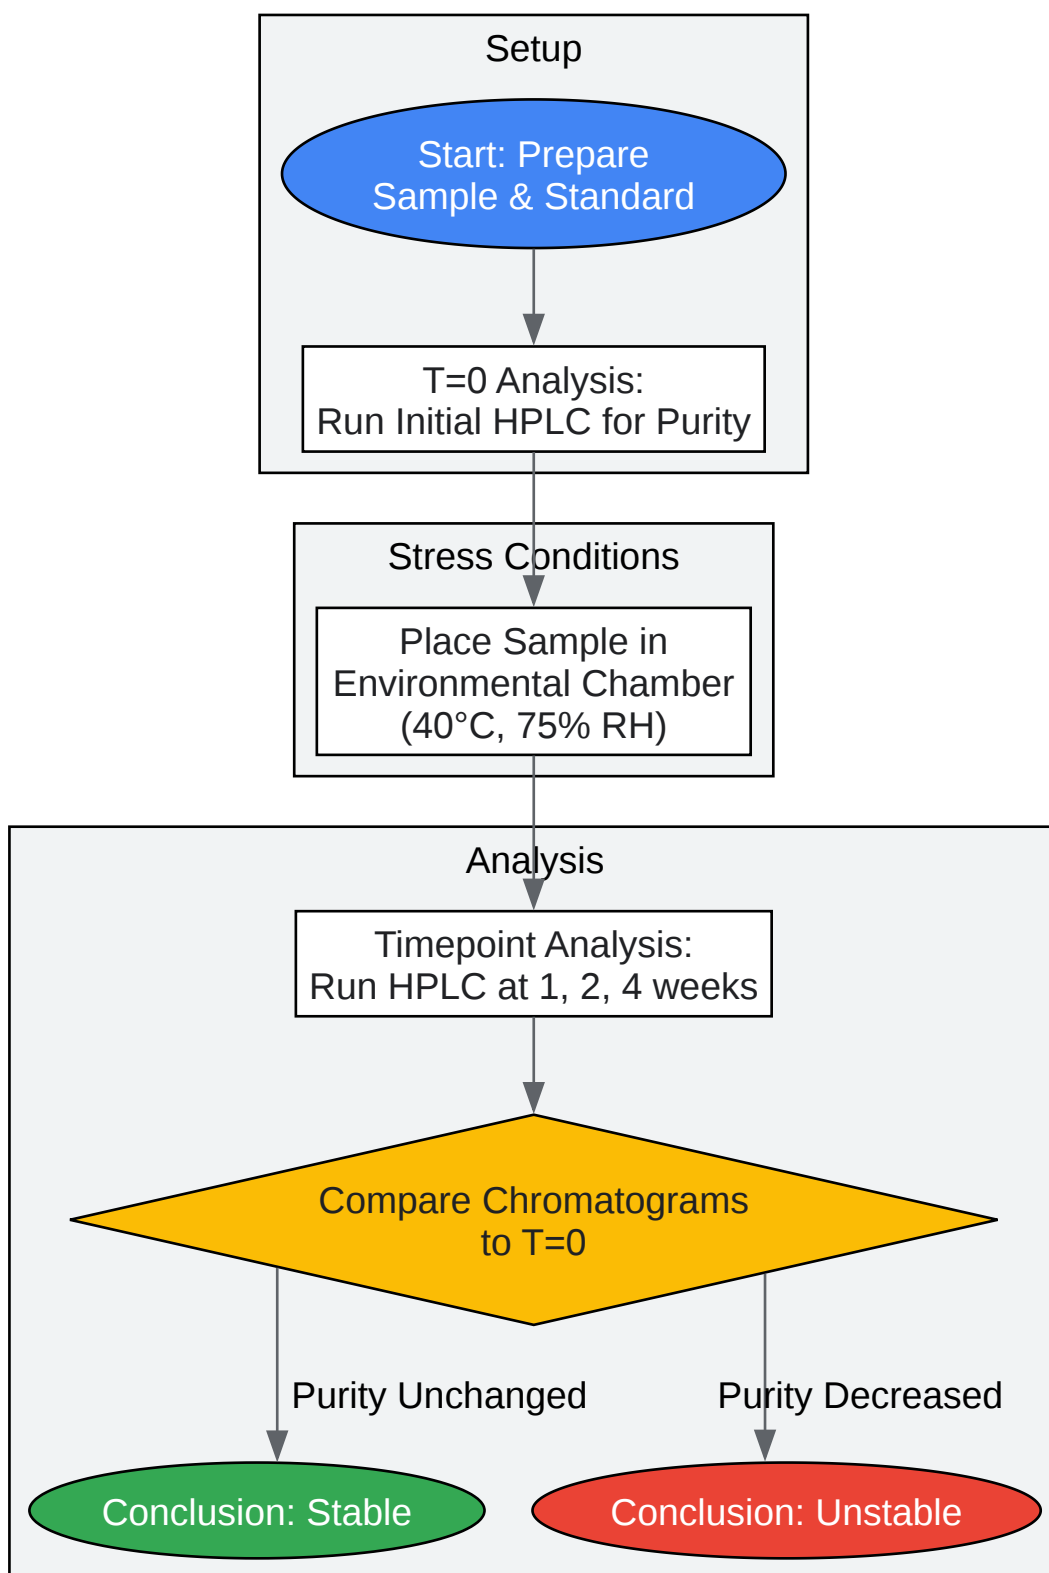 Setup
Start: Prepare
Sample & Standard
T=0 Analysis:
Run Initial HPLC for Purity
Stress Conditions
Place Sample in
Environmental Chamber
(40°C, 75% RH)
Analysis
Timepoint Analysis:
Run HPLC at 1, 2, 4 weeks
Compare Chromatograms
to T=0
Purity Unchanged
Purity Decreased
Conclusion: Stable
Conclusion: Unstable